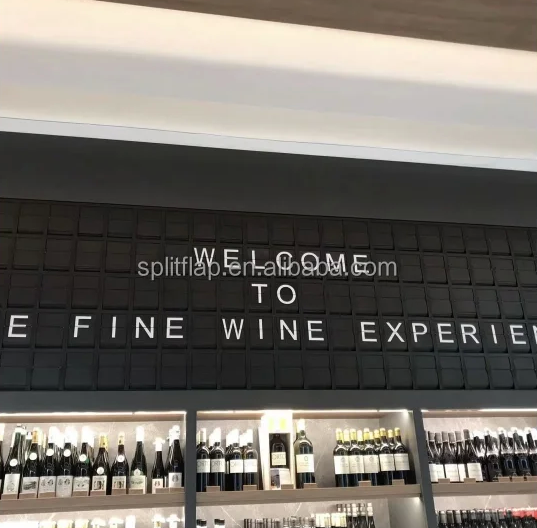 WELCOME
splitflap.en.alibaba.com
TO
E FINE WINE EXPERIEN